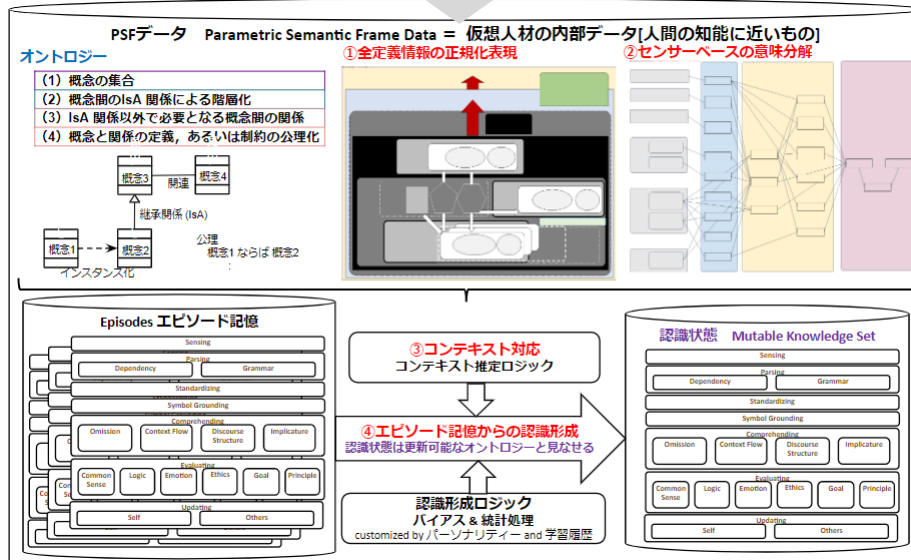 PSFデータ Parametric Semantic Frame Data = 仮想人材の内部データ[人間の知能に近いもの]
オントロジー
(1) 概念の集合
(2) 概念間のIsA 関係による階層化
(3) IsA 関係以外で必要となる概念間の関係
(4) 概念と関係の定義，あるいは制約の公理化
概念3
概念4
関連
継承関係 (IsA)
概念1
概念2
インスタンス化
公理
概念1 ならば 概念2
:
①全定義情報の正規化表現
②センサーベースの意味分解
Episodes エピソード記憶
Sensing
Parsing
Dependency
Grammar
Standardizing
Symbol Grounding
Comprehending
Omission
Context Flow
Discourse
Structure
Implicature
Evaluating
Common
Sense
Logic
Emotion
Ethics
Goal
Principle
Updating
Self
Others
③コンテキスト対応
コンテキスト推定ロジック
④エピソード記憶からの認識形成
認識状態は更新可能なオントロジーと見なせる
認識形成ロジック
バイアス & 統計処理
customized by パーソナリティー and 学習履歴
認識状態 Mutable Knowledge Set
Sensing
Parsing
Dependency
Grammar
Standardizing
Symbol Grounding
Comprehending
Omission
Context Flow
Discourse
Structure
Implicature
Evaluating
Common
Sense
Logic
Emotion
Ethics
Goal
Principle
Updating
Self
Others